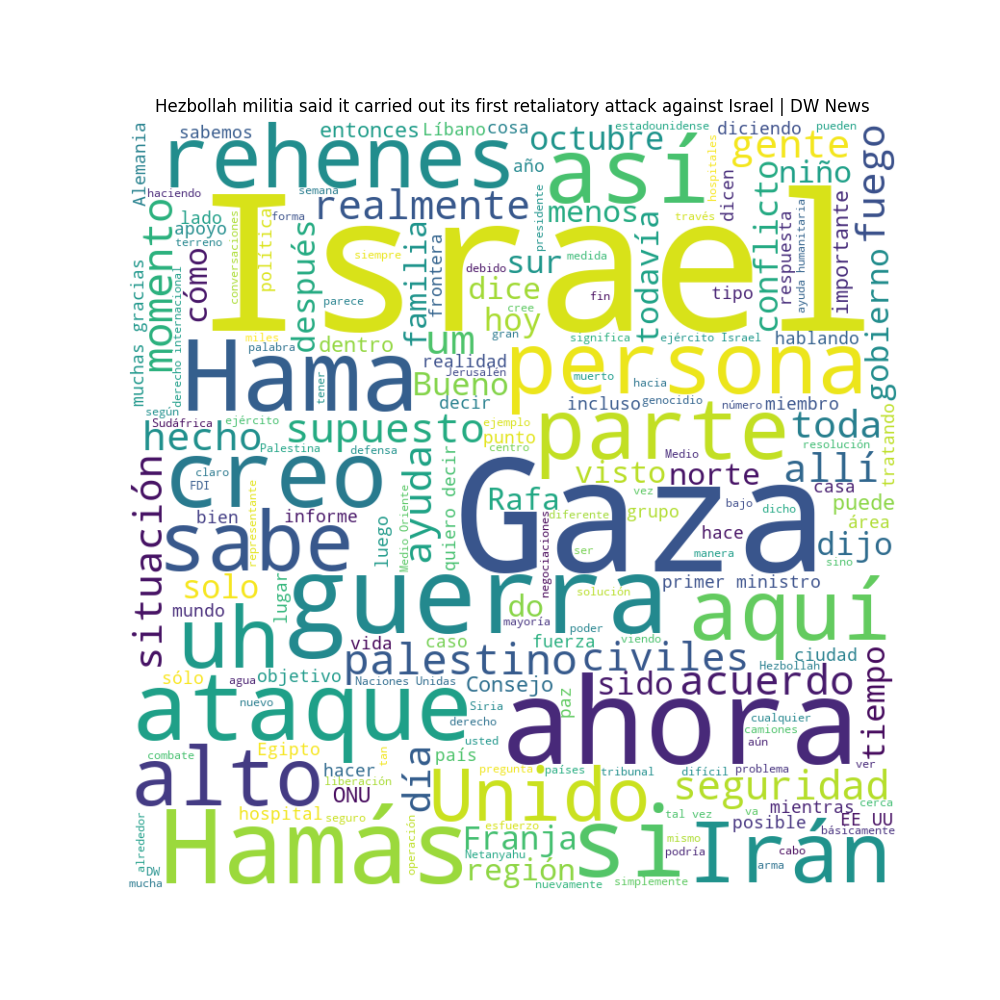 Hezbollah militia said it carried out its first retaliatory attack against Israel | DW News
Alemania
sabemos
entonces
Líbano
cosa
estadounidense
diciendo
pueden
rehenes
octubre
gente
fuego
año
así
hospitales
niño
haciendo
semana
presidente
dicen
conflicto
lado
apoyo
terreno
forma
realmente
menos
través
todavía
respuesta
ayuda humanitaria
importante
momento
conversaciones
política
siempre
después
familia
frontera
sur
medida
cómo
Israel
debido
dice
fin
tipo
muchas gracias
derecho internacional
parece
hoy
cree
gran
gobierno
miles
palabra
dentro
um
significa
ejército Israel
hablando
Hama
realidad
Jerusalén
persona
muerto
hacia
tener
Bueno
decir
incluso
genocidio
número
miembro
según
Sudáfrica
ejército
ejemplo
parte
toda
tratando
hecho
supuesto
punto
resolución
Palestina
defensa
centro
Medio
situación
creo
claro
FDI
ayuda
quiero decir
visto
norte
allí
casa
Rafa
vez
bajo
dicho
puede
representante
bien
informe
Medio Oriente
Gaza
diferente
grupo
área
sabe
luego
negociaciones
ser
hace
manera
dijo
sino
solo
lugar
guerra
solución
primer ministro
mundo
do
mayoría
poder
aquí
uh
vida
caso
fuerza
viendo
palestino
civiles
ciudad
Hezbollah
sólo
agua
objetivo
Naciones Unidas
Consejo
sido
acuerdo
tiempo
nuevo
Siria
paz
ataque
derecho
ahora
cualquier
camiones
combate
Egipto
usted
aún
tan
país
ver
alto
hacer
liberación
día
pregunta
países
tribunal
difícil
problema
seguridad
cerca
ONU
Unido
mientras
hospital
seguro
tal vez
va
EE UU
alrededor
Hamás
operación
esfuerzo
Franja
si
mismo
posible
básicamente
Netanyahu
podría
Irán
cabo
DW
región
arma
mucha
nuevamente
simplemente